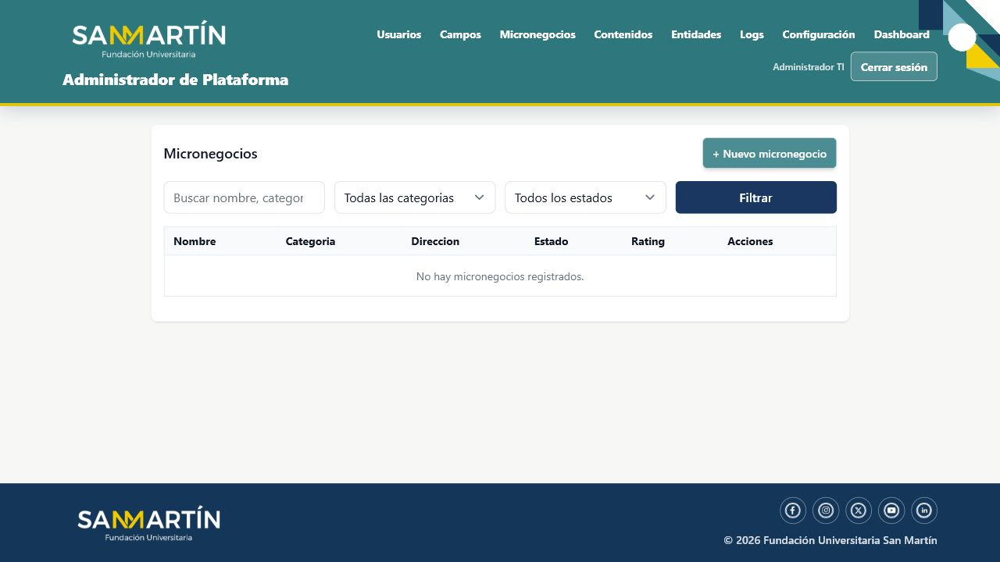 SANMARTÍN
Fundación Universitaria
Administrador de Plataforma
Usuarios Campos Micronegocios Contenidos Entidades Logs Configuración Dashboard
Administrador TI Cerrar sesión
Micronegocios
+ Nuevo micronegocio
Buscar nombre, categor Todas las categorias Todos los estados Filtrar
Nombre Categoria Direccion Estado Rating Acciones
No hay micronegocios registrados.
SANMARTÍN
Fundación Universitaria
© 2026 Fundación Universitaria San Martín